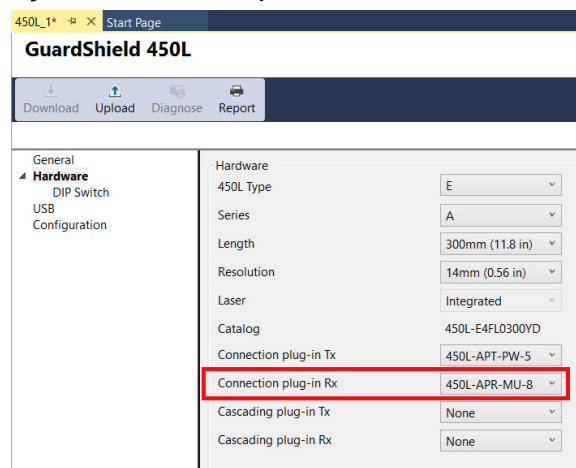 450L_1* Start Page
GuardShield 450L
Download Upload Diagnose Report
General
Hardware
DIP Switch
USB
Configuration
Hardware
450L Type E
Series A
Length 300mm (11.8 in)
Resolution 14mm (0.56 in)
Laser Integrated
Catalog 450L-E4FL0300YD
Connection plug-in Tx 450L-APT-PW-5
Connection plug-in Rx 450L-APR-MU-8
Cascading plug-in Tx None
Cascading plug-in Rx None